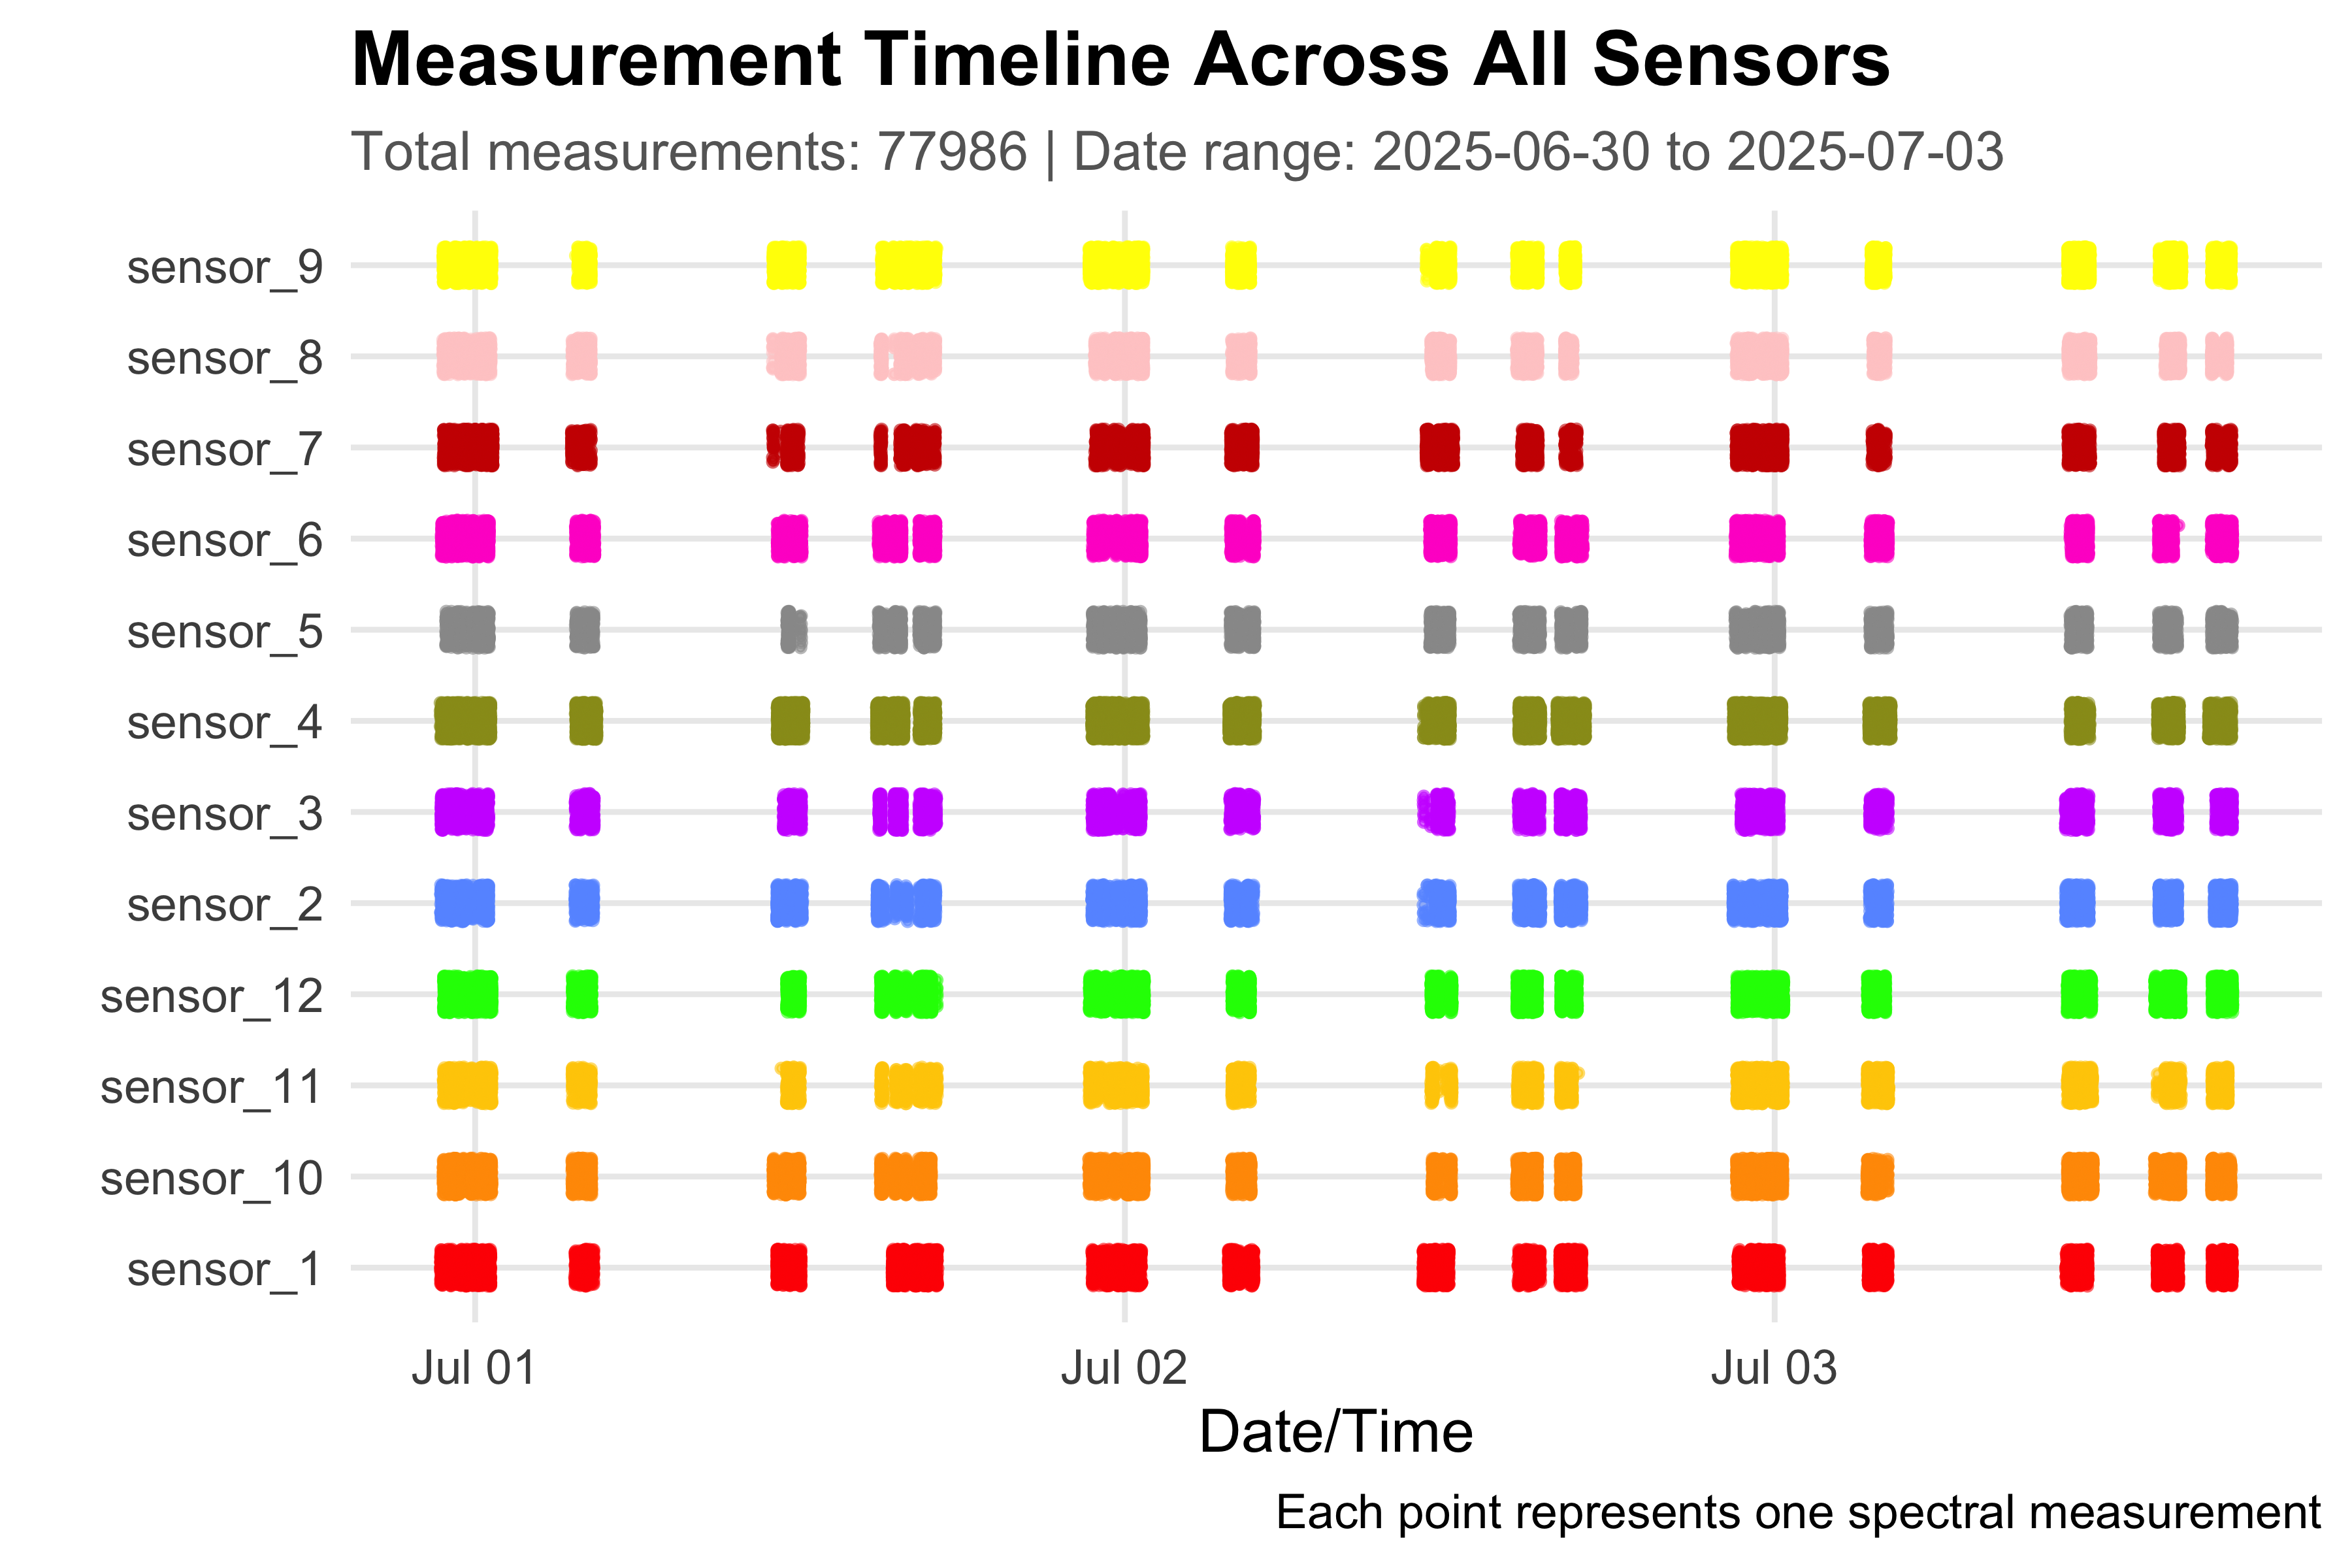 Measurement Timeline Across All Sensors
Total measurements: 77986 | Date range: 2025-06-30 to 2025-07-03
sensor_9
sensor_8
sensor_7
sensor_6
sensor_5
sensor_4
sensor_3
sensor_2
sensor_12
sensor_11
sensor_10
sensor_1
Jul 01 Jul 02 Jul 03
Date/Time
Each point represents one spectral measurement